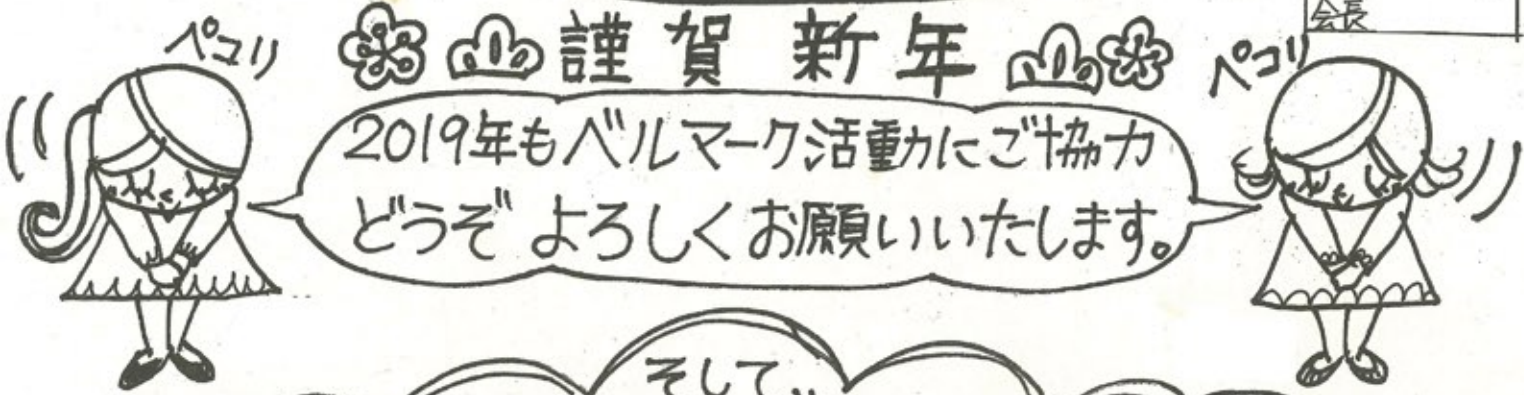 会長
謹賀新年
ペコリ
ペコリ
2019年もベルマーク活動にご協力
どうぞよろしくお願いいたします。
そして、、